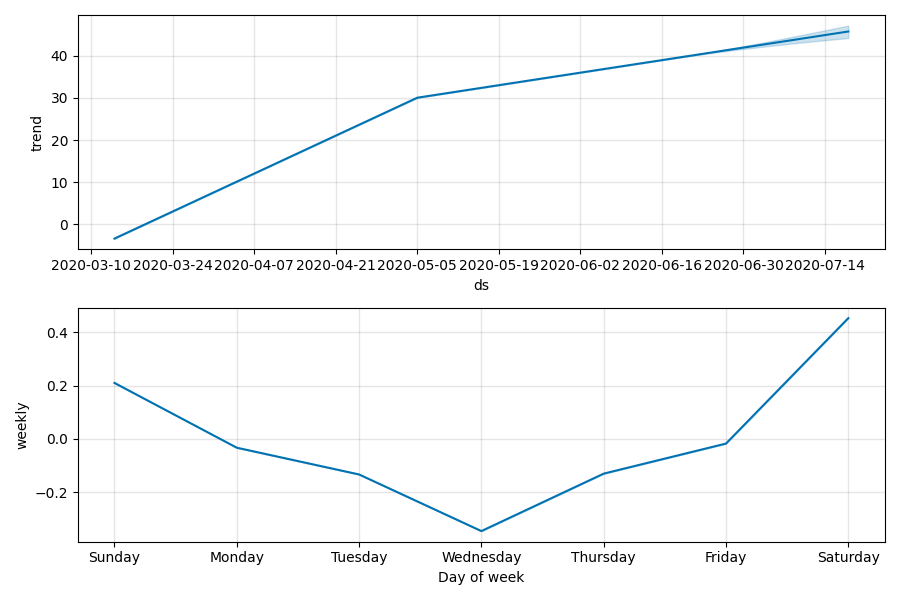 40
30
20
10
0
trend
2020-03-10 2020-03-24 2020-04-07 2020-04-21 2020-05-05 2020-05-19 2020-06-02 2020-06-16 2020-06-30 2020-07-14
ds
0.4
0.2
0.0
−0.2
weekly
Sunday Monday Tuesday Wednesday Thursday Friday Saturday
Day of week